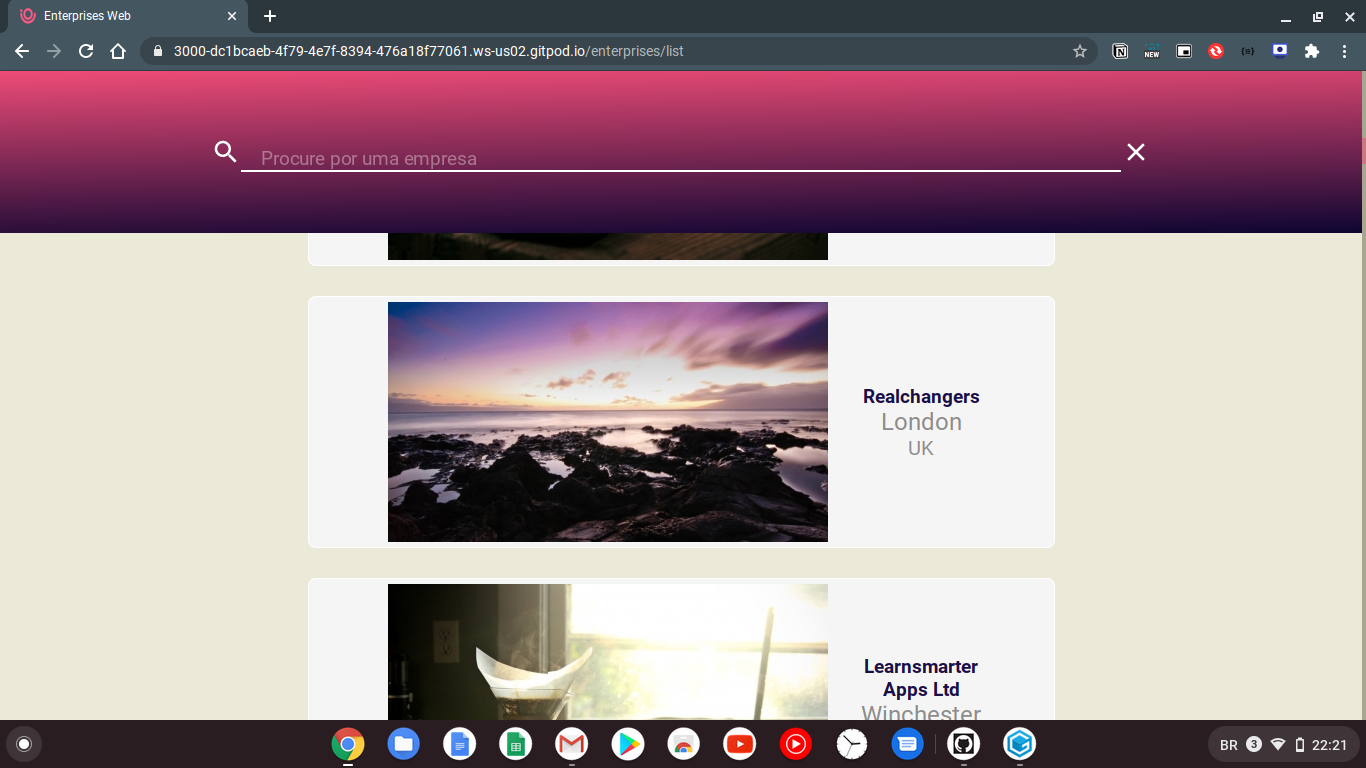 Enterprises Web
3000-dc1bcaeb-4f79-4e7f-8394-476a18f77061.ws-us02.gitpod.io/enterprises/list
NEW
Procure por uma empresa
Realchangers
London
UK
Learnsmarter
Apps Ltd
Winchester
BR 3 22:21